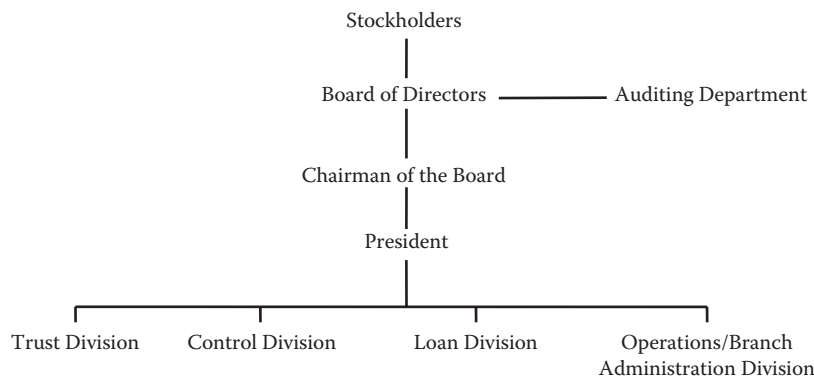 Stockholders
Board of Directors
Auditing Department
Chairman of the Board
President
Trust Division
Control Division
Loan Division
Operations/Branch
Administration Division